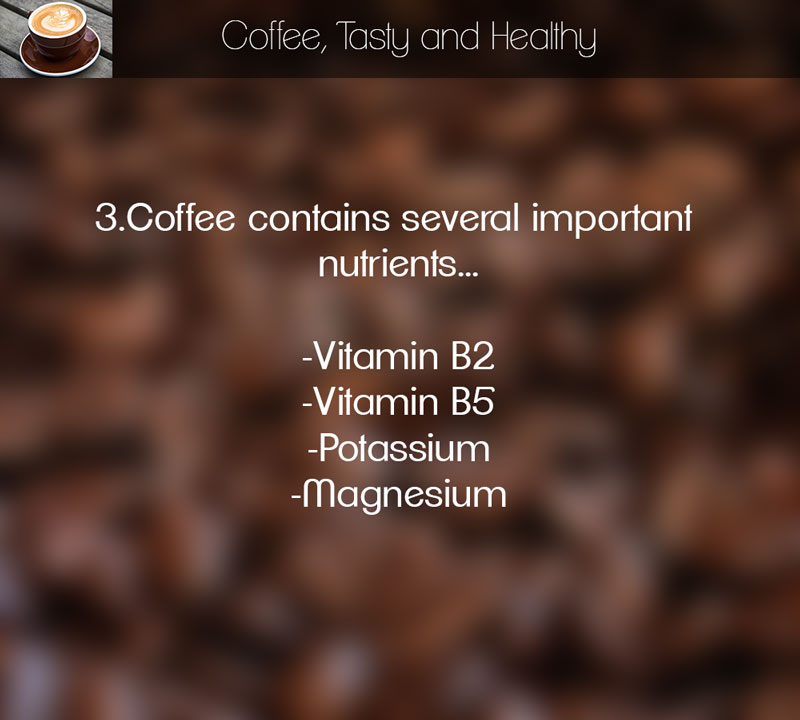 Coffee, Tasty and Healthy
3.Coffee contains several important
nutrients...
-Vitamin B2
-Vitamin B5
-Potassium
-Magnesium